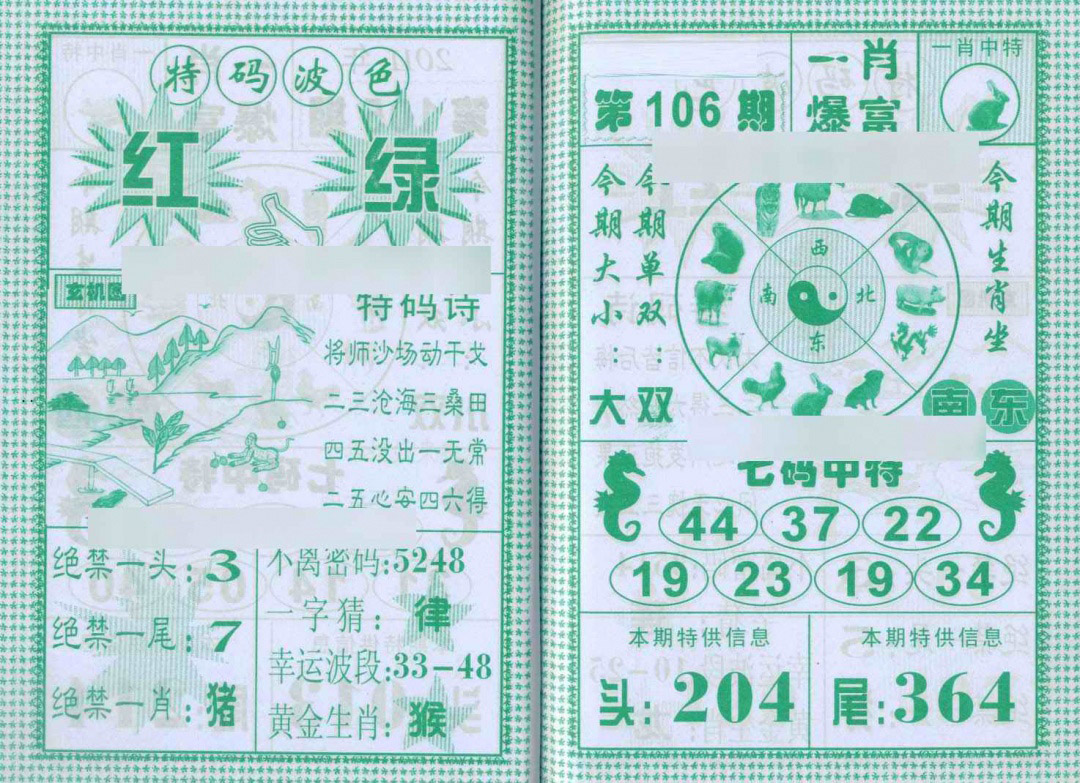 特码波色
红 绿
玄机图
特码诗
将师沙场动干戈
二三沧海三桑田
四五没出一无常
二五心安四六得
绝禁一头:3
绝禁一尾:7
绝禁一肖:猪
不离密码:5248
一字猜:律
幸运波段:33-48
黄金生肖:猴
第106期
一肖
爆富
一肖中特
今期大小:大
今期单双:双
西
南 北
东
今期生肖坐
南东
七码中特
44 37 22
19 23 19 34
本期特供信息
头:204
本期特供信息
尾:364